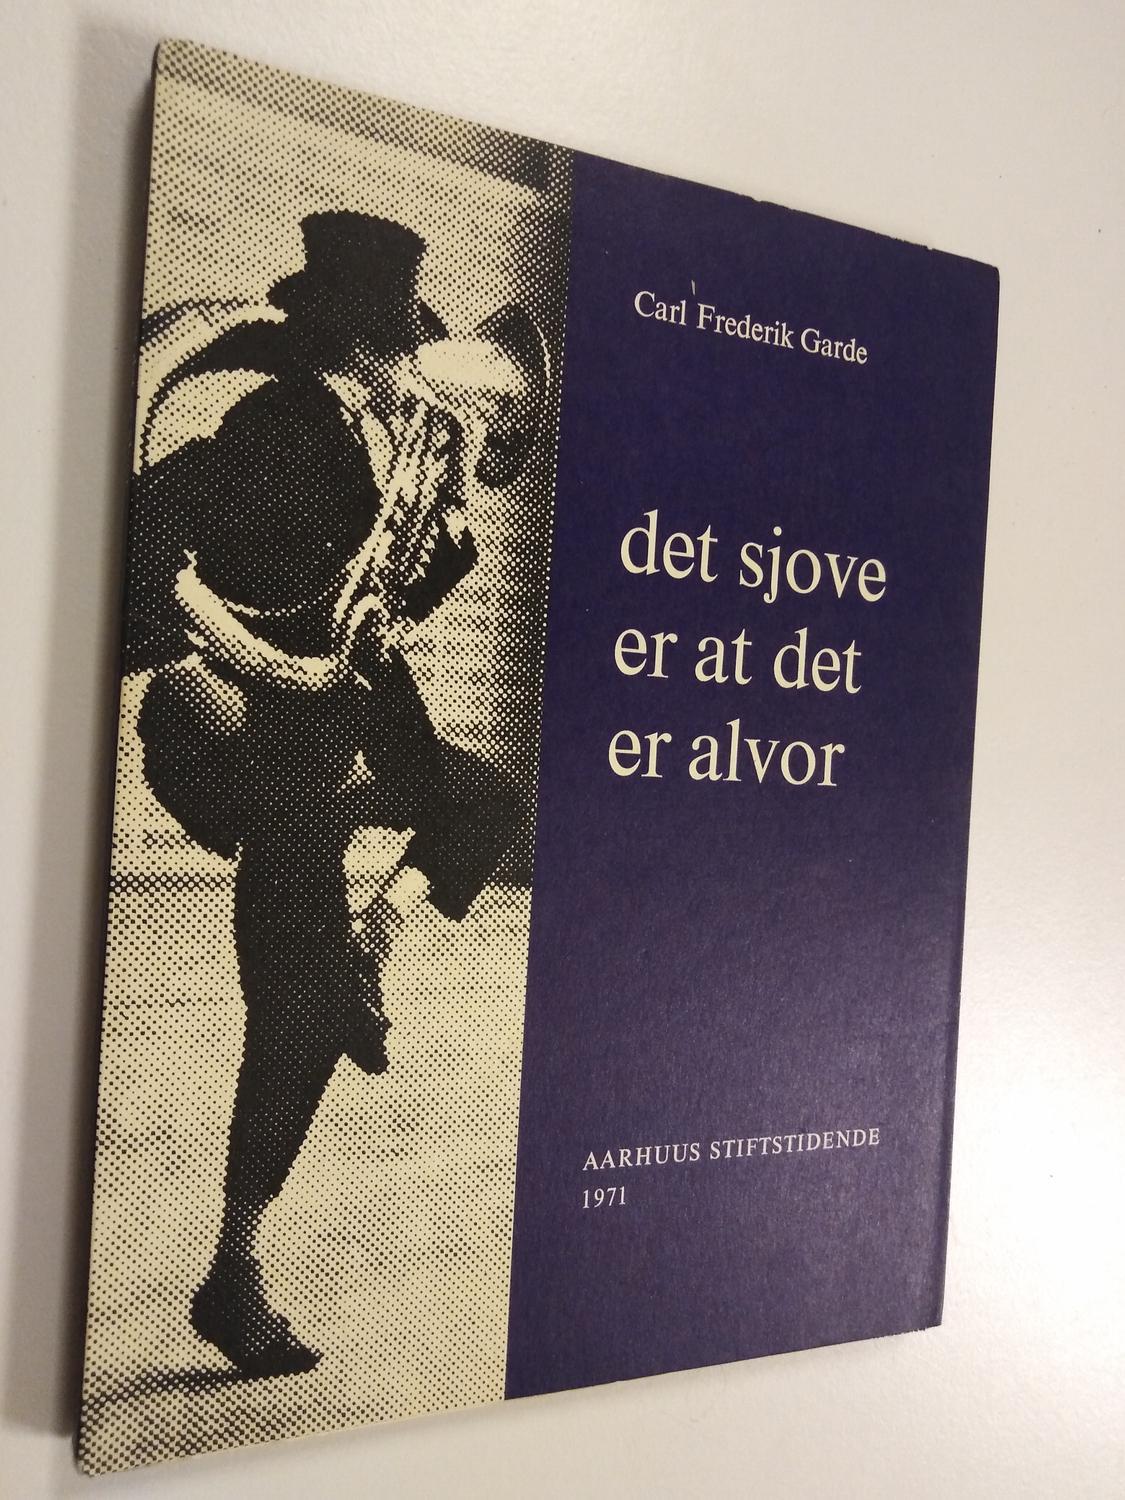 Carl Frederik Garde
det sjove
er at det
er alvor
AARHUUS STIFTSTIDENDE
1971